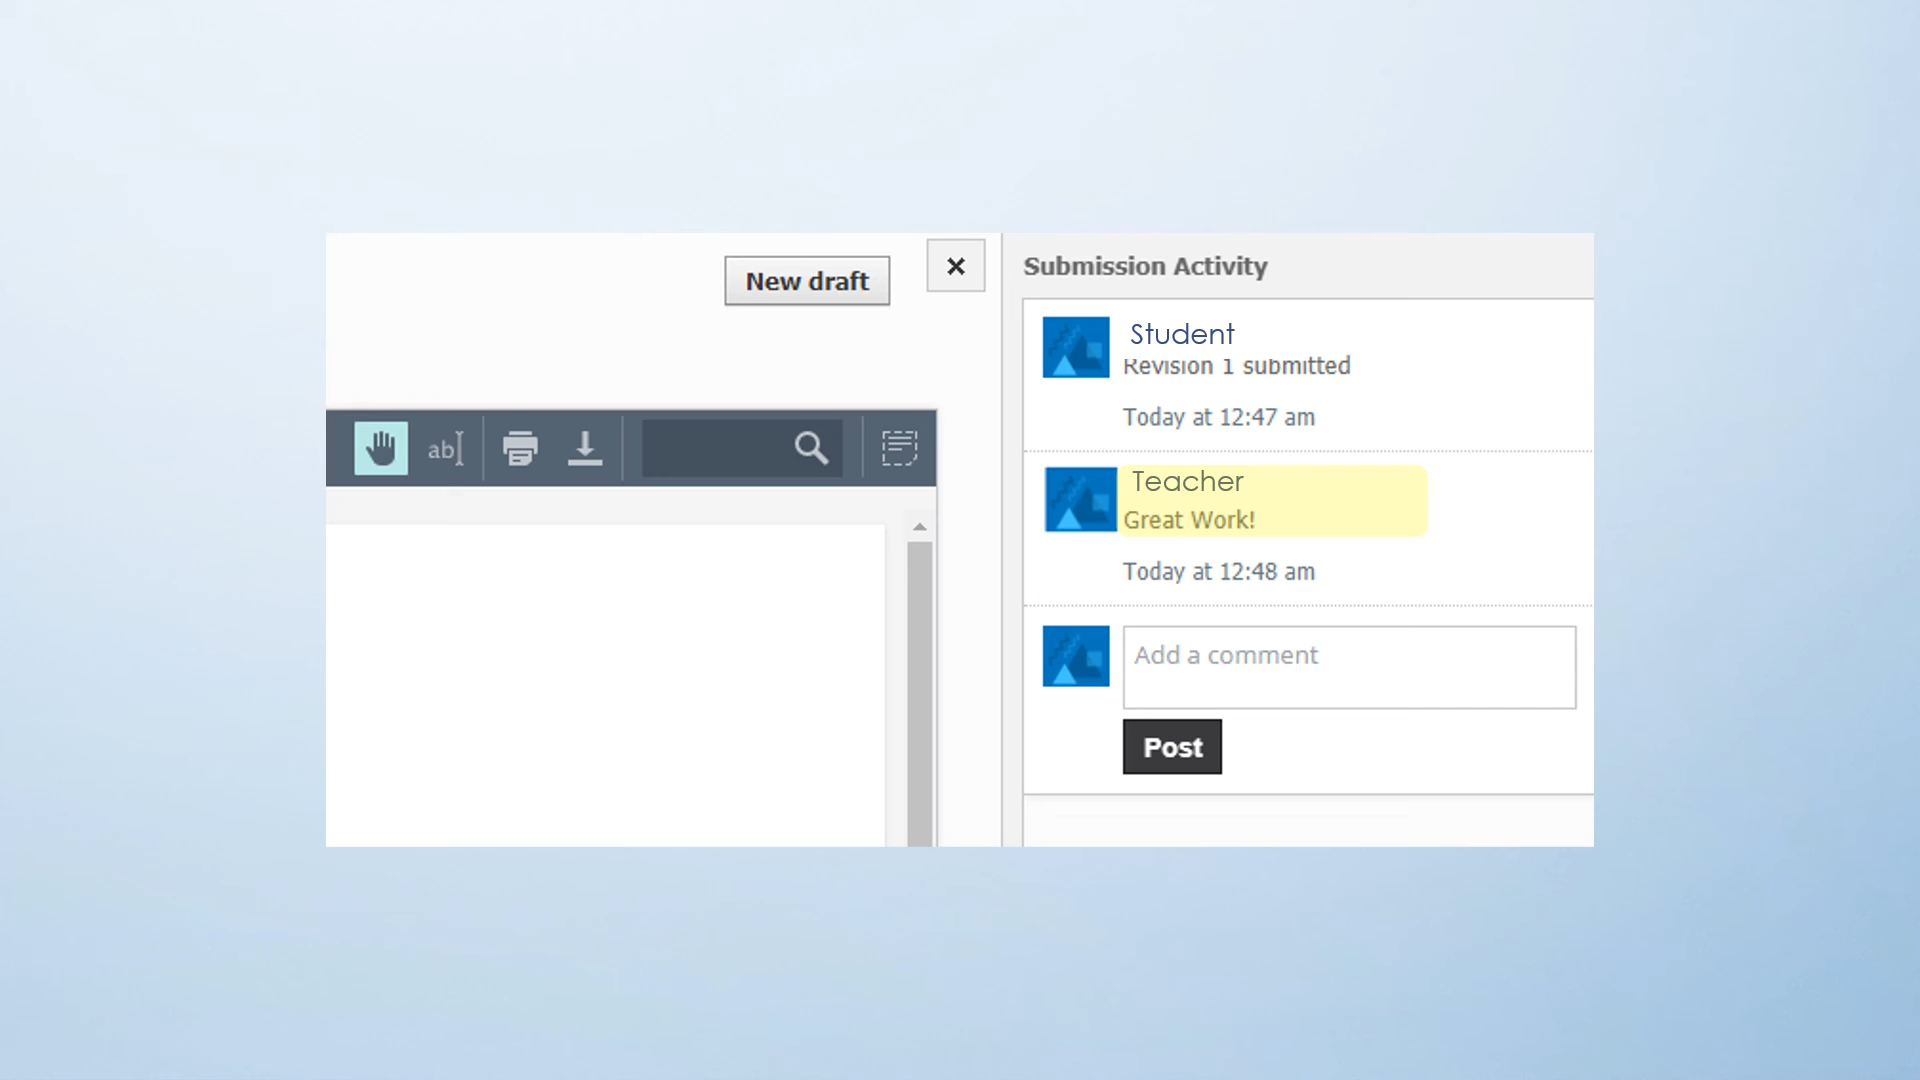 New draft
Submission Activity
Student
Revision 1 submitted
Today at 12:47 am
ab
Teacher
Great Work!
Today at 12:48 am
Add a comment
Post